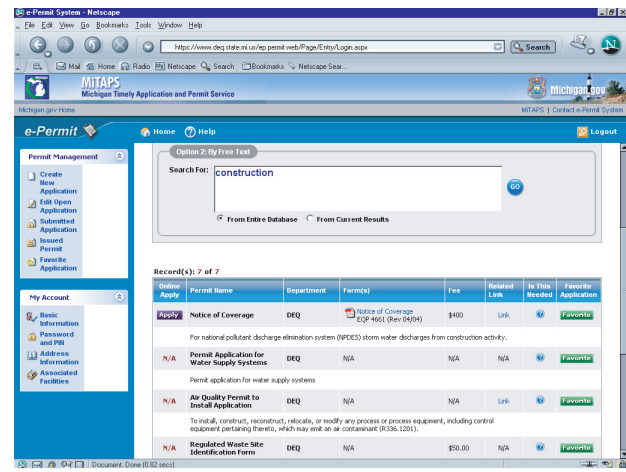 e-Permit System - Netscape
File Edit View Go Bookmarks Tools Window Help
http://www.deq.state.mi.us/ep.permit.web/Page/Entry/Login.aspx
Search
Mail Home Radio Netscape Search Bookmarks Netscape Sear...
MiTAPS
Michigan Timely Application and Permit Service
Michigan.gov
Michigan.gov Home
MiTAPS | Contact e-Permit System
e-Permit
Home Help
Logout
Permit Management
Create New Application
Edit Open Application
Submitted Application
Issued Permit
Favorite Application
My Account
Basic Information
Password and PIN
Address Information
Associated Facilities
Option 2: By Free Text
Search For: construction
GO
From Entire Database From Current Results
Record(s): 7 of 7
Online Apply Permit Name Department Form(s) Fee Related Link Is This Needed Favorite Application
Apply Notice of Coverage DEQ Notice of Coverage EQP 4661 (Rev 04/04) $400 Link Favorite
For national pollutant discharge elimination system (NPDES) storm water discharges from construction activity.
N/A Permit Application for Water Supply Systems DEQ N/A N/A N/A Favorite
Permit application for water supply systems
N/A Air Quality Permit to Install Application DEQ N/A N/A Link Favorite
To install, construct, reconstruct, relocate, or modify any process or process equipment, including control
equipment pertaining thereto, which may emit an air contaminant (R336.1201).
N/A Regulated Waste Site Identification Form DEQ N/A $50.00 N/A Favorite
Document: Done (0.82 secs)